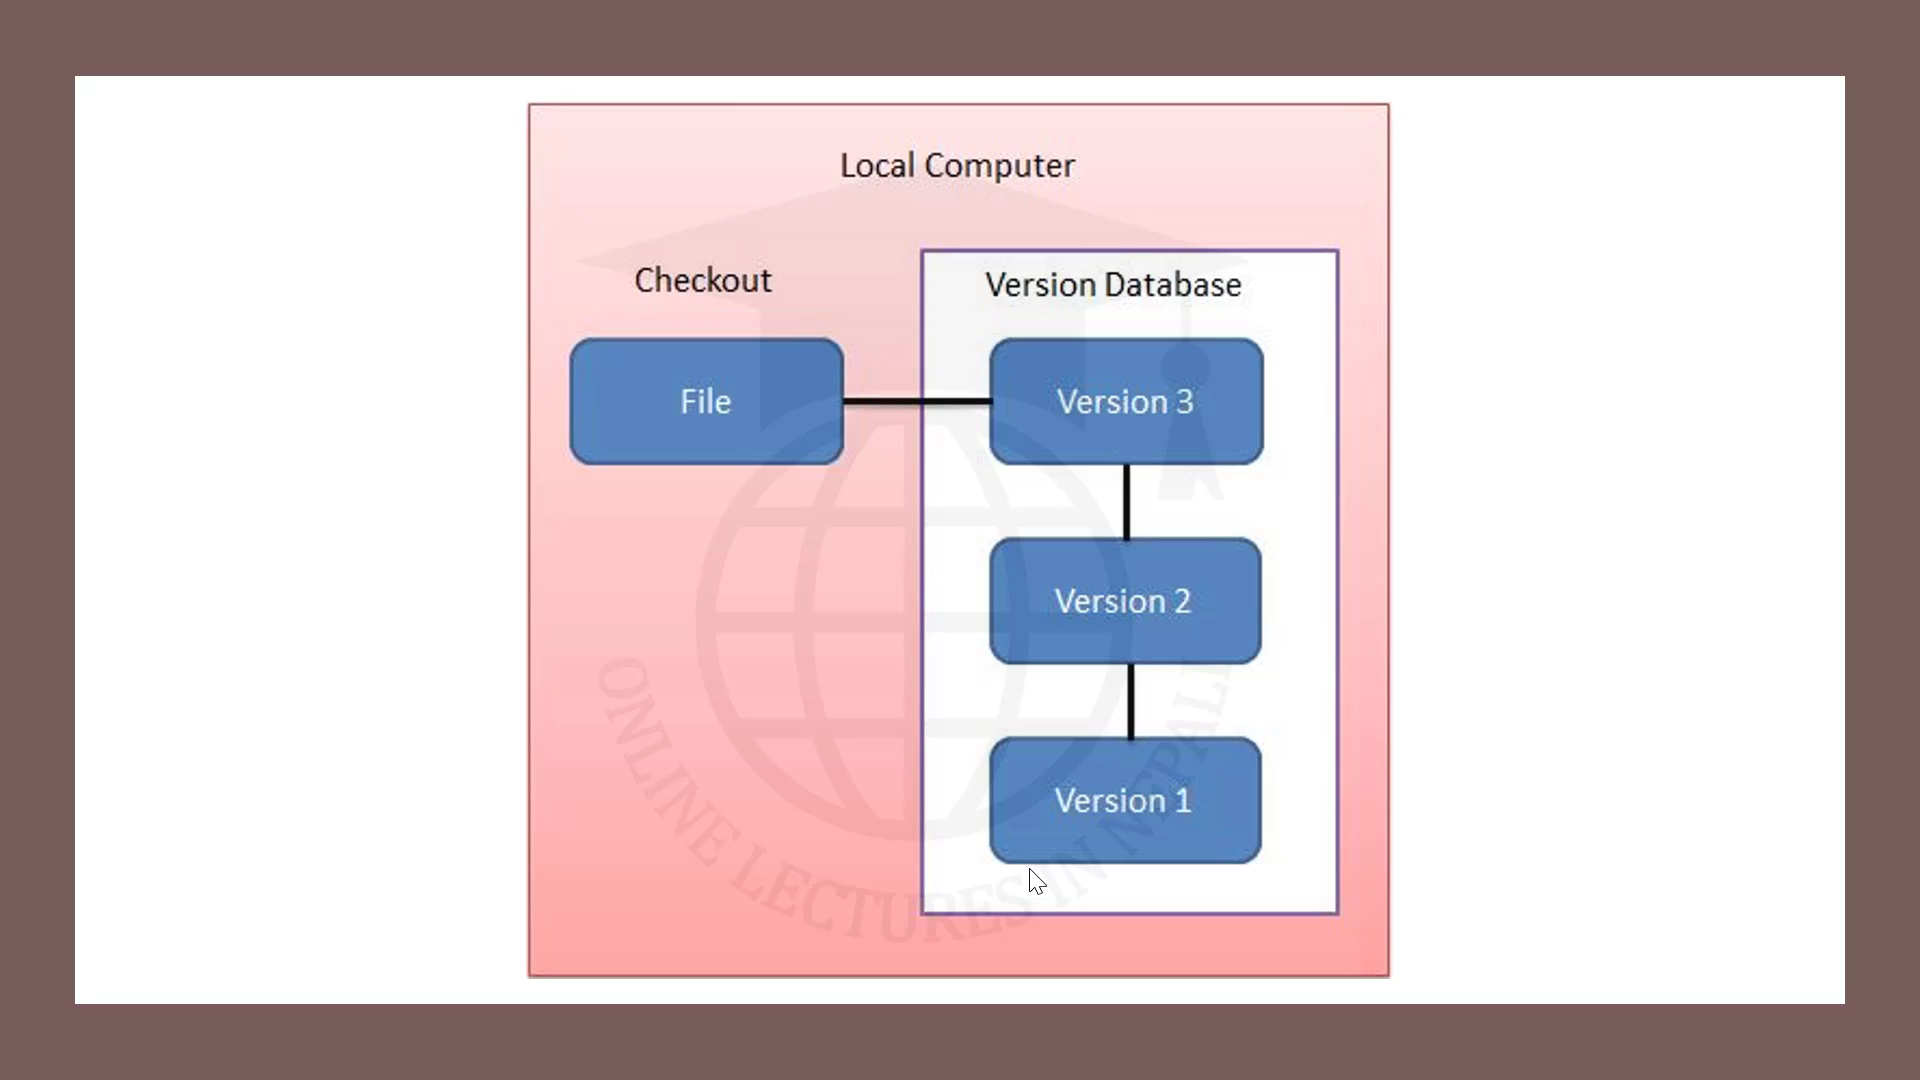 Local Computer
Checkout
Version Database
File
Version 3
Version 2
Version 1
ONLINE LECTURES IN NEPALI